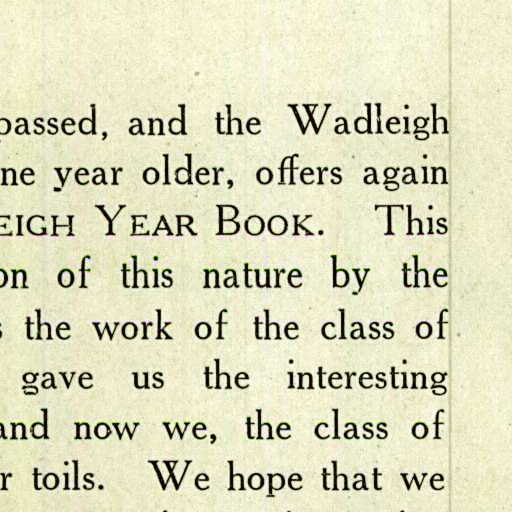 passed, and the Wadleigh
ne year older, offers again
EIGH YEAR BOOK. This
on of this nature by the
s the work of the class of
gave us the interesting
and now we, the class of
r toils. We hope that we